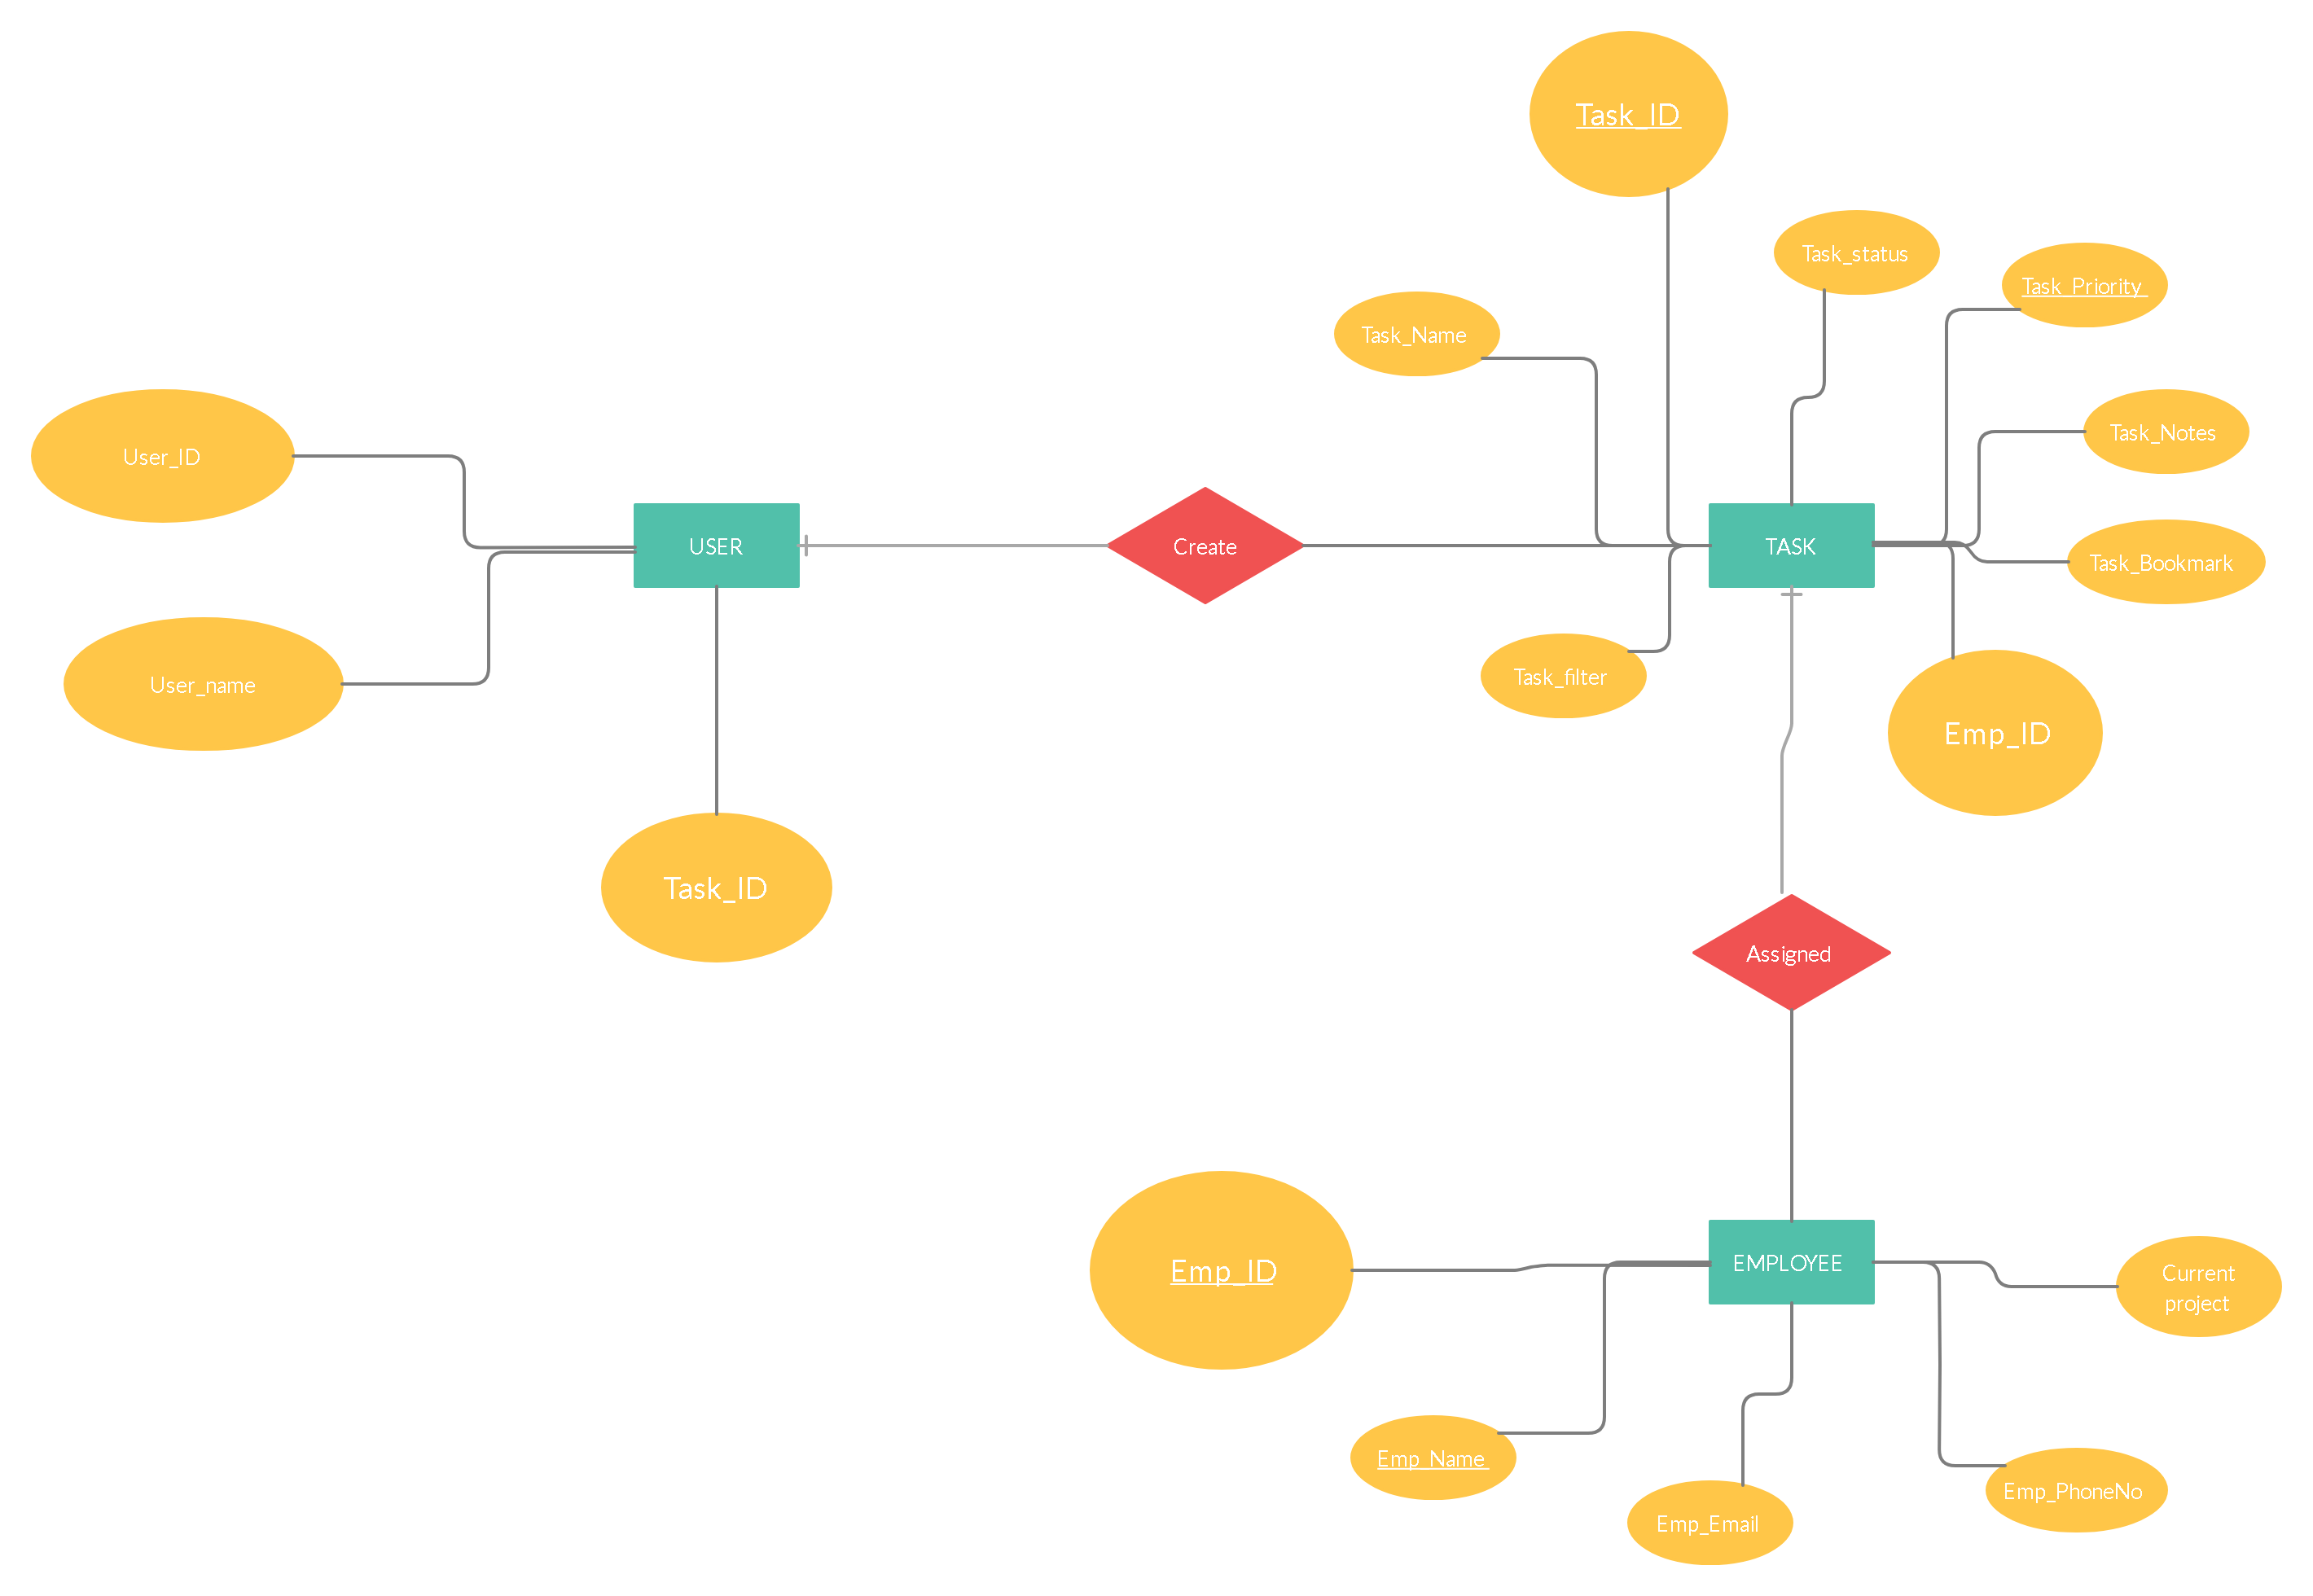 Task_ID
Task_status
Task_Priority
Task_Name
Task_Notes
User_ID
USER
Create
TASK
Task_Bookmark
Task_filter
User_name
Emp_ID
Task_ID
Assigned
Emp_ID
EMPLOYEE
Current
project
Emp_Name
Emp_PhoneNo
Emp_Email